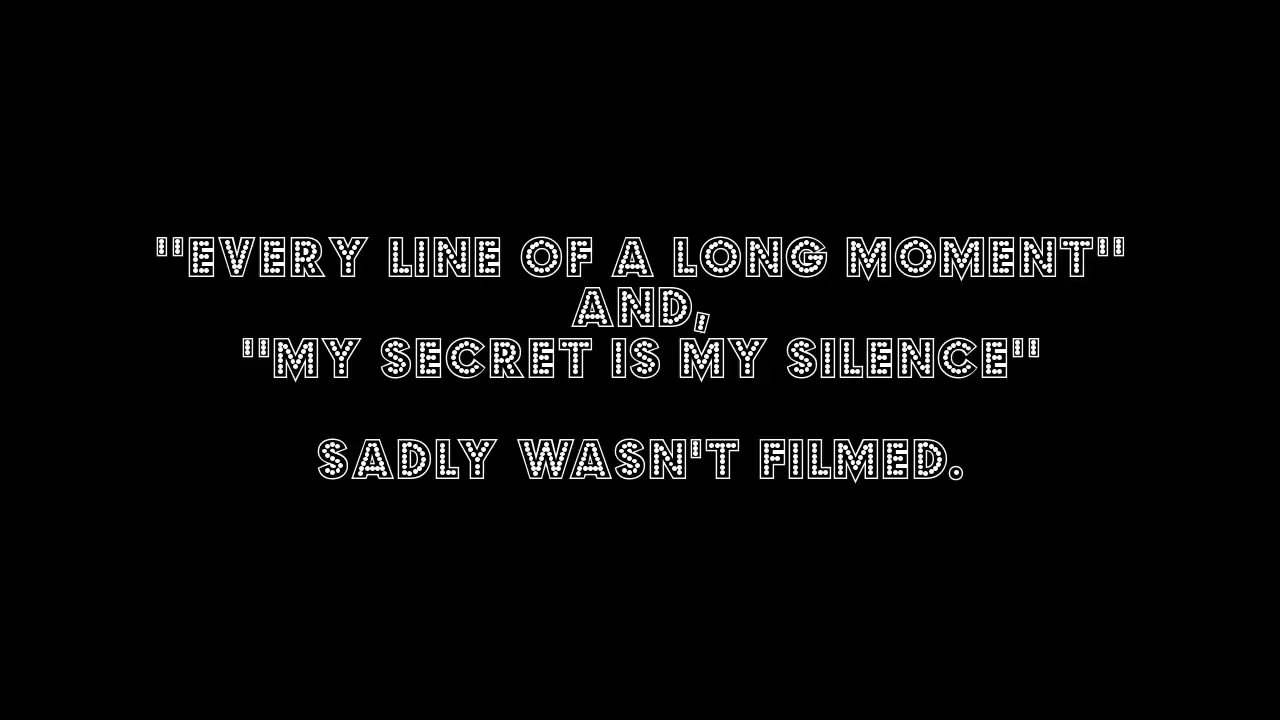 "EVERY LINE OF A LONG MOMENT"
AND,
"MY SECRET IS MY SILENCE"
SADLY WASN'T FILMED.